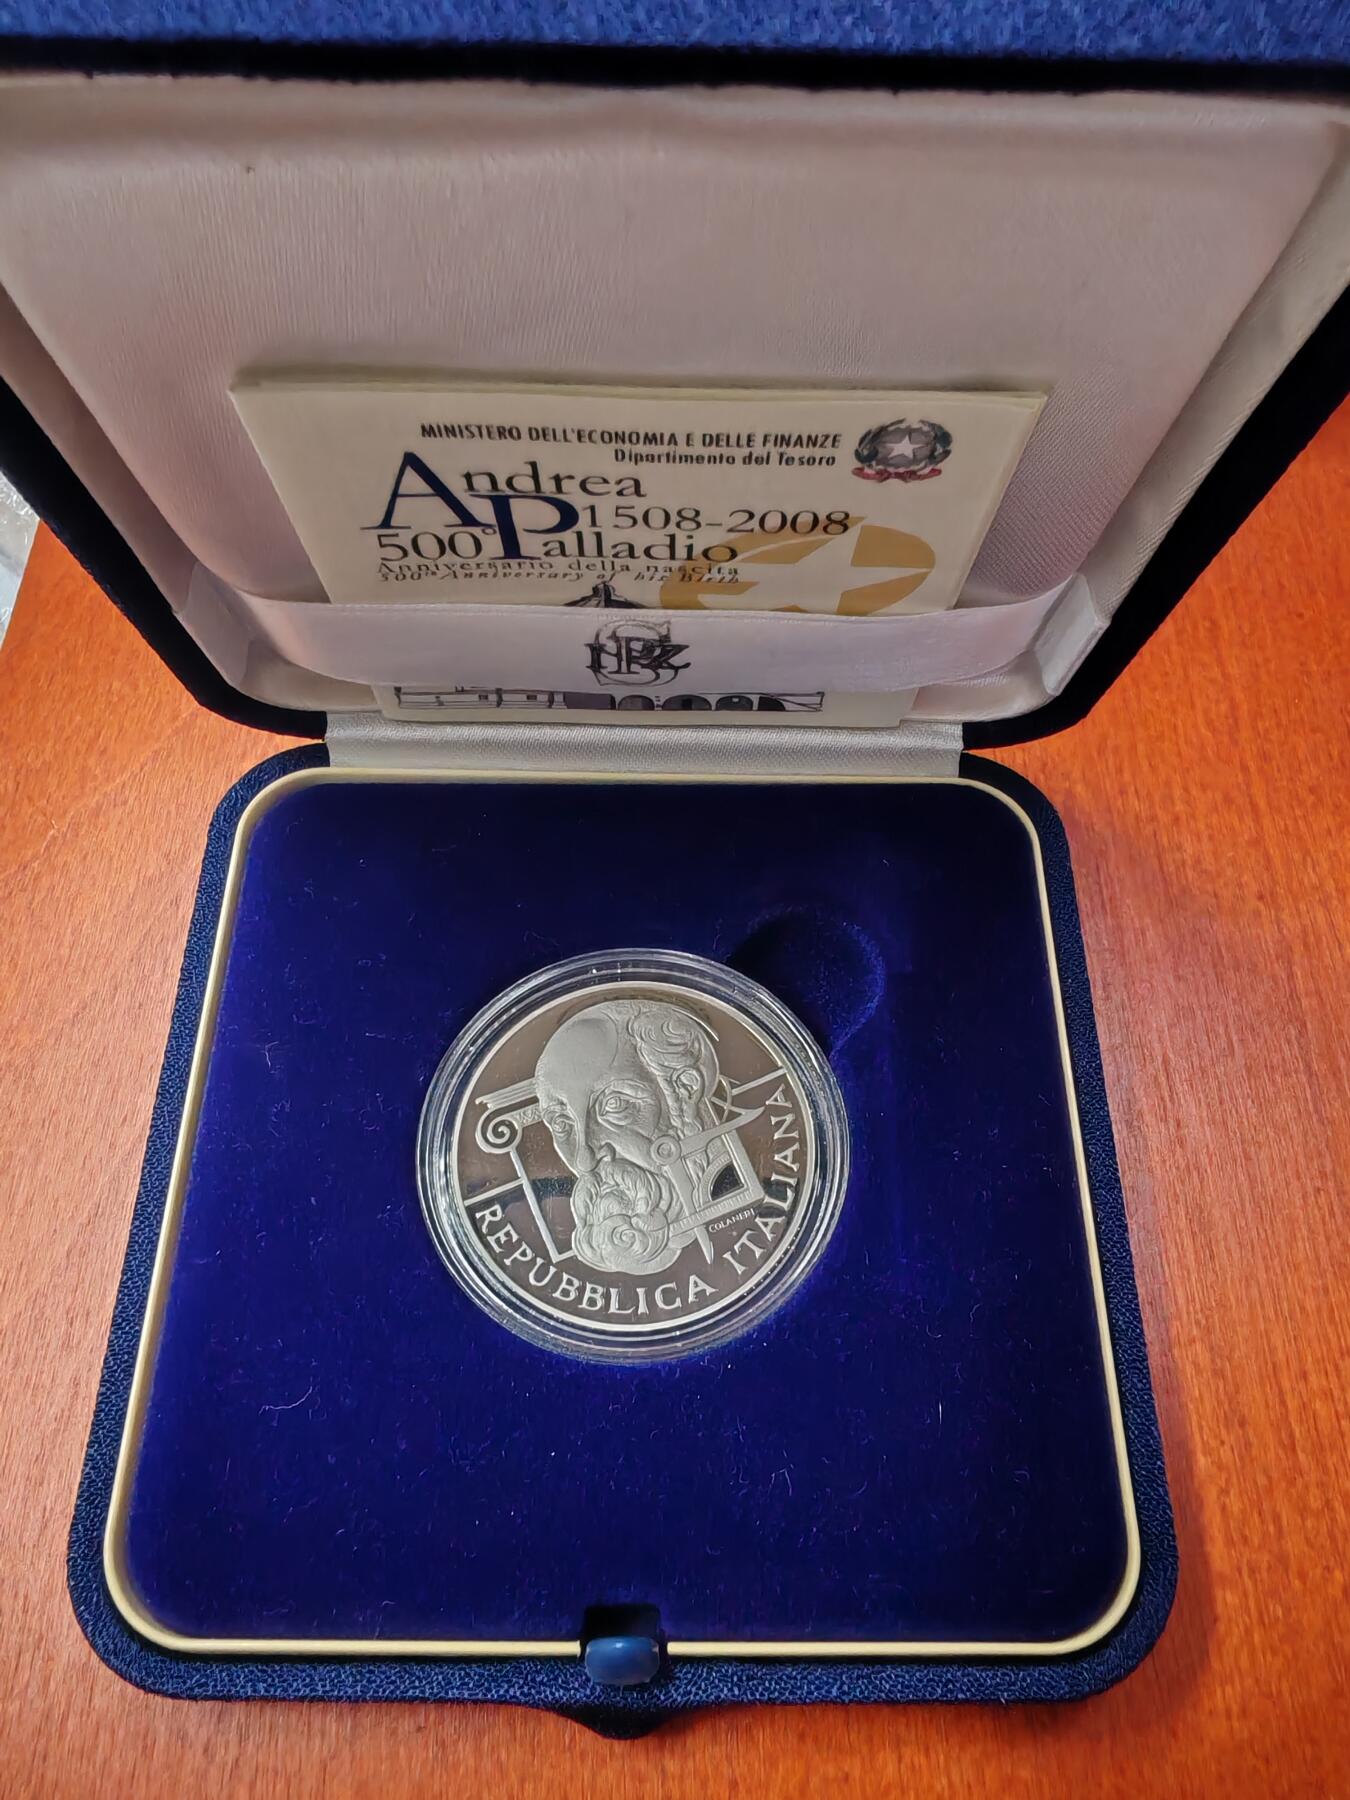 MINISTERO DELL'ECONOMIA E DELLE FINANZE
Dipartimento del Tesoro
Andrea
1508-2008
500° Palladio
Anniversario della nascita
500th Anniversary of his Birth
IPZS
COLANERI
REPUBBLICA ITALIANA